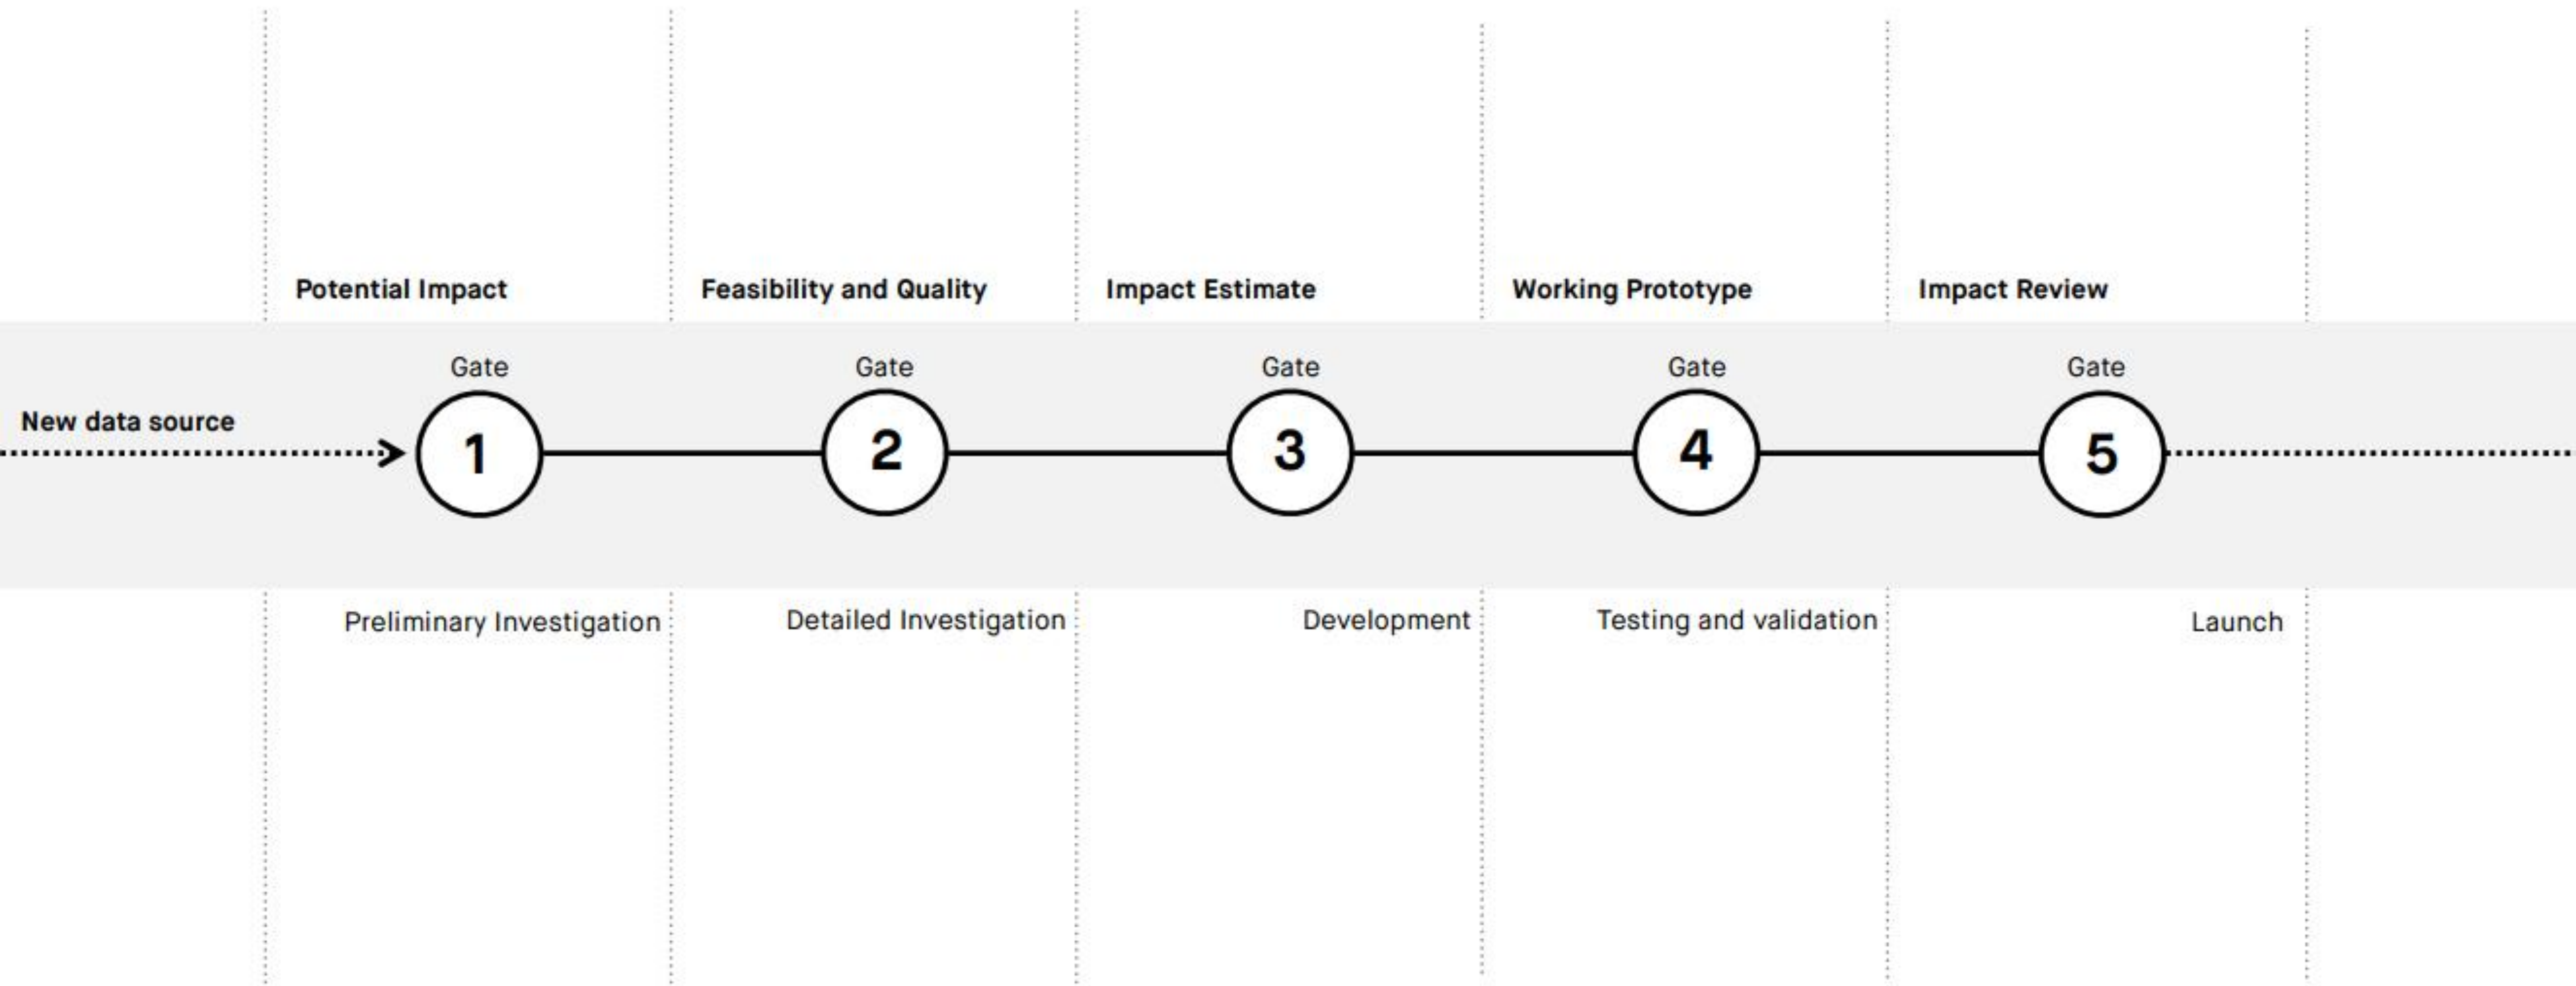 Potential Impact
Feasibility and Quality
Impact Estimate
Working Prototype
Impact Review
Gate
Gate
Gate
Gate
Gate
New data source
1
2
3
4
5
Preliminary Investigation
Detailed Investigation
Development
Testing and validation
Launch